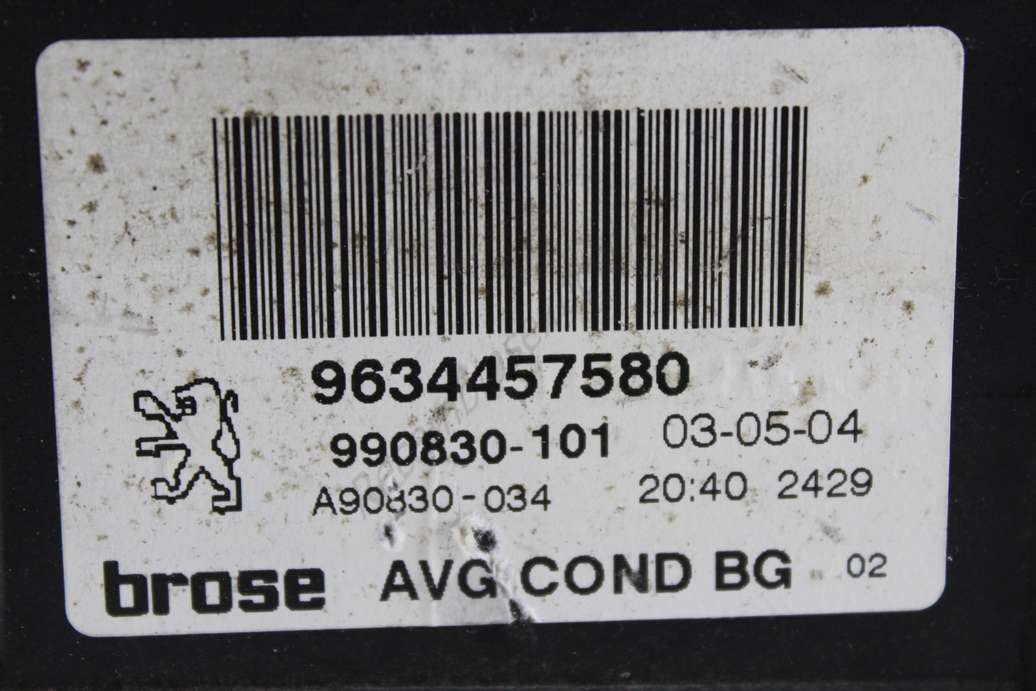 9634457580
990830-101 03-05-04
A90830-034 20:40 2429
brose AVG COND BG 02